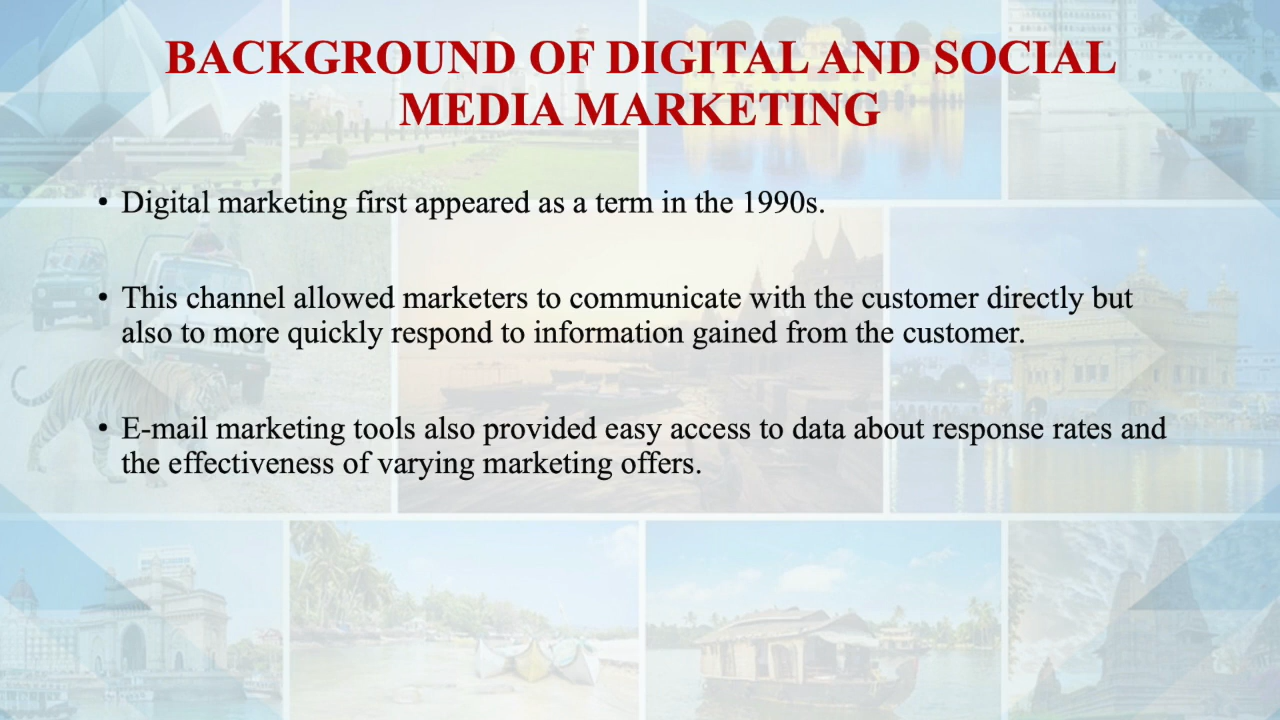 BACKGROUND OF DIGITAL AND SOCIAL
MEDIA MARKETING
• Digital marketing first appeared as a term in the 1990s.
• This channel allowed marketers to communicate with the customer directly but
also to more quickly respond to information gained from the customer.
• E-mail marketing tools also provided easy access to data about response rates and
the effectiveness of varying marketing offers.